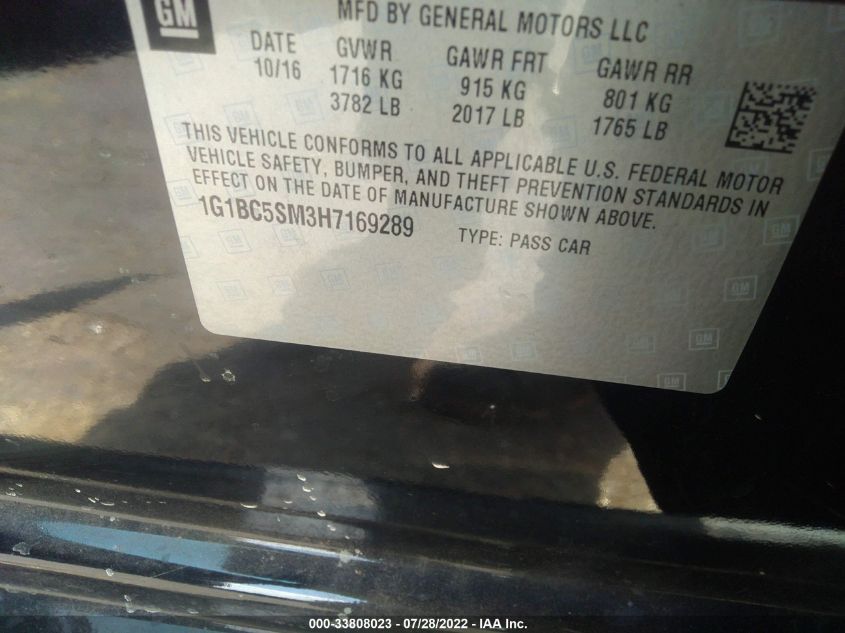 GM
MFD BY GENERAL MOTORS LLC
DATE GVWR GAWR FRT GAWR RR
10/16 1716 KG 915 KG 801 KG
3782 LB 2017 LB 1765 LB
THIS VEHICLE CONFORMS TO ALL APPLICABLE U.S. FEDERAL MOTOR
VEHICLE SAFETY, BUMPER, AND THEFT PREVENTION STANDARDS IN
EFFECT ON THE DATE OF MANUFACTURE SHOWN ABOVE.
1G1BC5SM3H7169289 TYPE: PASS CAR
000-33808023 - 07/28/2022 - © IAA Inc.